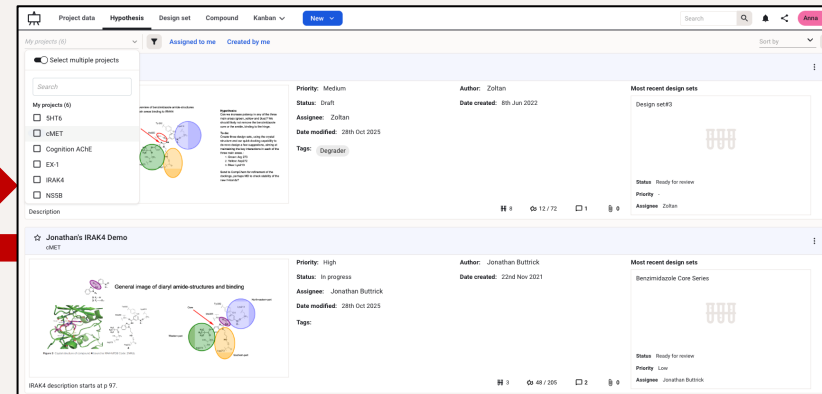 Project data Hypothesis Design set Compound Kanban New Search Anna
My projects (6) Assigned to me Created by me Sort by
Select multiple projects
Search
My projects (6)
5HT6
cMET
Cognition AChE
EX-1
IRAK4
NS5B
Priority: Medium
Status: Draft
Assignee: Zoltan
Date modified: 28th Oct 2025
Tags: Degrader
Author: Zoltan
Date created: 8th Jun 2022
Most recent design sets
Design set#3
Status Ready for review
Priority -
Assignee Zoltan
8 12 / 72 1 0
Description
Jonathan's IRAK4 Demo
cMET
General image of diaryl amide-structures and binding
Priority: High
Status: In progress
Assignee: Jonathan Buttrick
Date modified: 28th Oct 2025
Tags:
Author: Jonathan Buttrick
Date created: 22nd Nov 2021
Most recent design sets
Benzimidazole Core Series
Status Ready for review
Priority Low
Assignee Jonathan Buttrick
3 48 / 205 2 0
IRAK4 description starts at p 97.